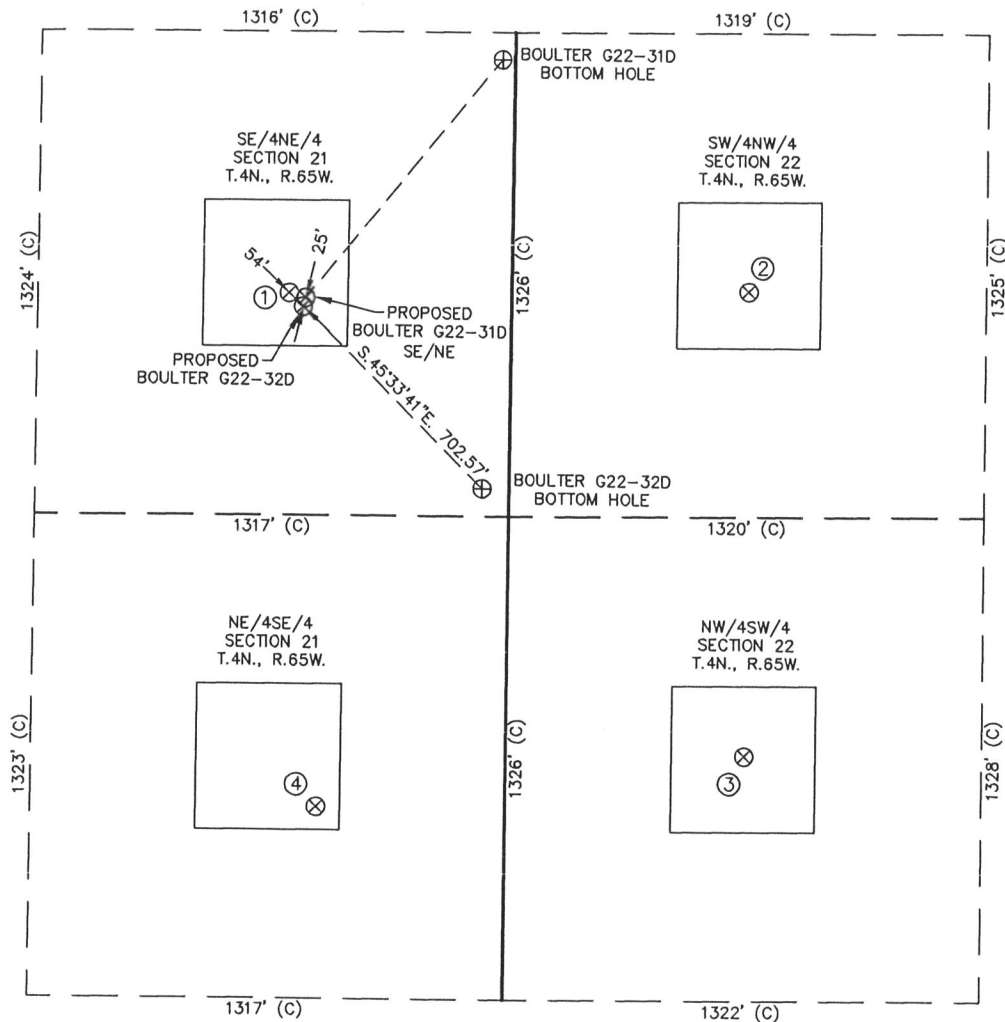 1316' (C)
1319' (C)
BOULTER G22-31D
BOTTOM HOLE
SE/4NE/4
SECTION 21
T.4N., R.65W.
SW/4NW/4
SECTION 22
T.4N., R.65W.
1324' (C)
54'
25'
1
1326' (C)
2
1325' (C)
PROPOSED
BOULTER G22-31D
SE/NE
PROPOSED
BOULTER G22-32D
S.45°33'41"E. 702.57'
BOULTER G22-32D
BOTTOM HOLE
1317' (C)
1320' (C)
NE/4SE/4
SECTION 21
T.4N., R.65W.
NW/4SW/4
SECTION 22
T.4N., R.65W.
1323' (C)
4
1326' (C)
3
1328' (C)
1317' (C)
1322' (C)